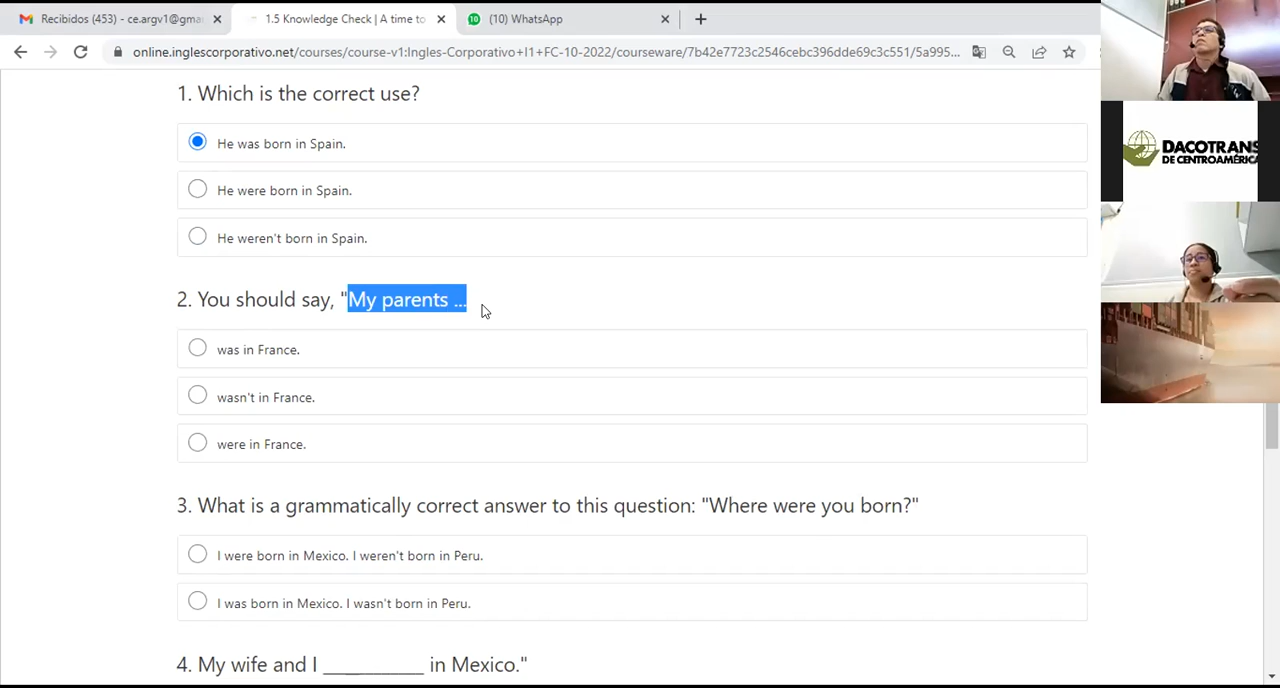 Recibidos (453) - ce.argv1@gma
1.5 Knowledge Check | A time to
10
(10) WhatsApp
online.inglescorporativo.net/courses/course-v1:Ingles-Corporativo+I1+FC-10-2022/courseware/7b42e7723c2546cebc396dde69c3c551/5a995...
1. Which is the correct use?
He was born in Spain.
He were born in Spain.
He weren't born in Spain.
2. You should say, "My parents ...
was in France.
wasn't in France.
were in France.
3. What is a grammatically correct answer to this question: "Where were you born?"
I were born in Mexico. I weren't born in Peru.
I was born in Mexico. I wasn't born in Peru.
4. My wife and I __________ in Mexico."
DACOTRANS
DE CENTROAMÉRICA